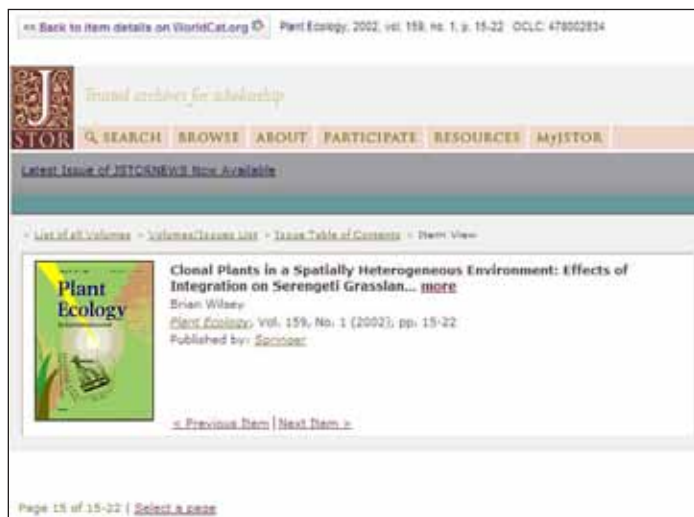 << Back to item details on WorldCat.org Plant Ecology, 2002, vol. 159, no. 1, p. 15-22 OCLC: 478002834
JSTOR
Trusted archives for scholarship
SEARCH BROWSE ABOUT PARTICIPATE RESOURCES MyJSTOR
Latest Issue of JSTORNEWS Now Available
List of all Volumes > Volumes/Issues List > Issue Table of Contents > Item View
Plant
Ecology
Clonal Plants in a Spatially Heterogeneous Environment: Effects of
Integration on Serengeti Grasslan... more
Brian Wilsey
Plant Ecology, Vol. 159, No. 1 (2002), pp. 15-22
Published by: Springer
< Previous Item | Next Item >
Page 15 of 15-22 | Select a page